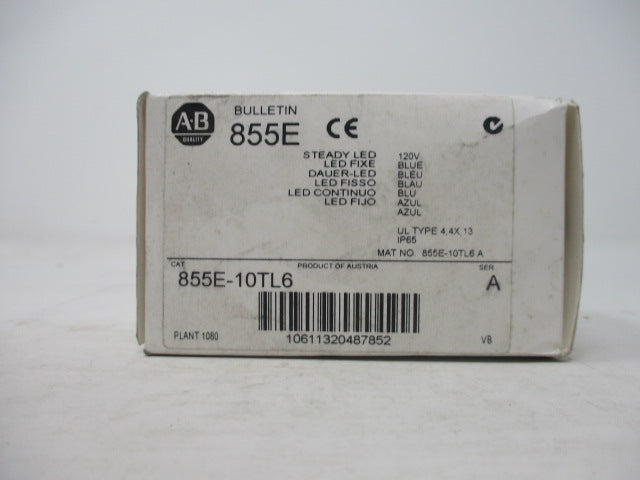 A·B
QUALITY
BULLETIN
855E CE
STEADY LED 120V
LED FIXE BLUE
DAUER-LED BLEU
LED FISSO BLAU
LED CONTINUO BLU
LED FIJO AZUL
AZUL
UL TYPE 4,4X,13
IP65
MAT NO. 855E-10TL6 A
CAT PRODUCT OF AUSTRIA SER
855E-10TL6 A
PLANT 1080 10611320487852 VB